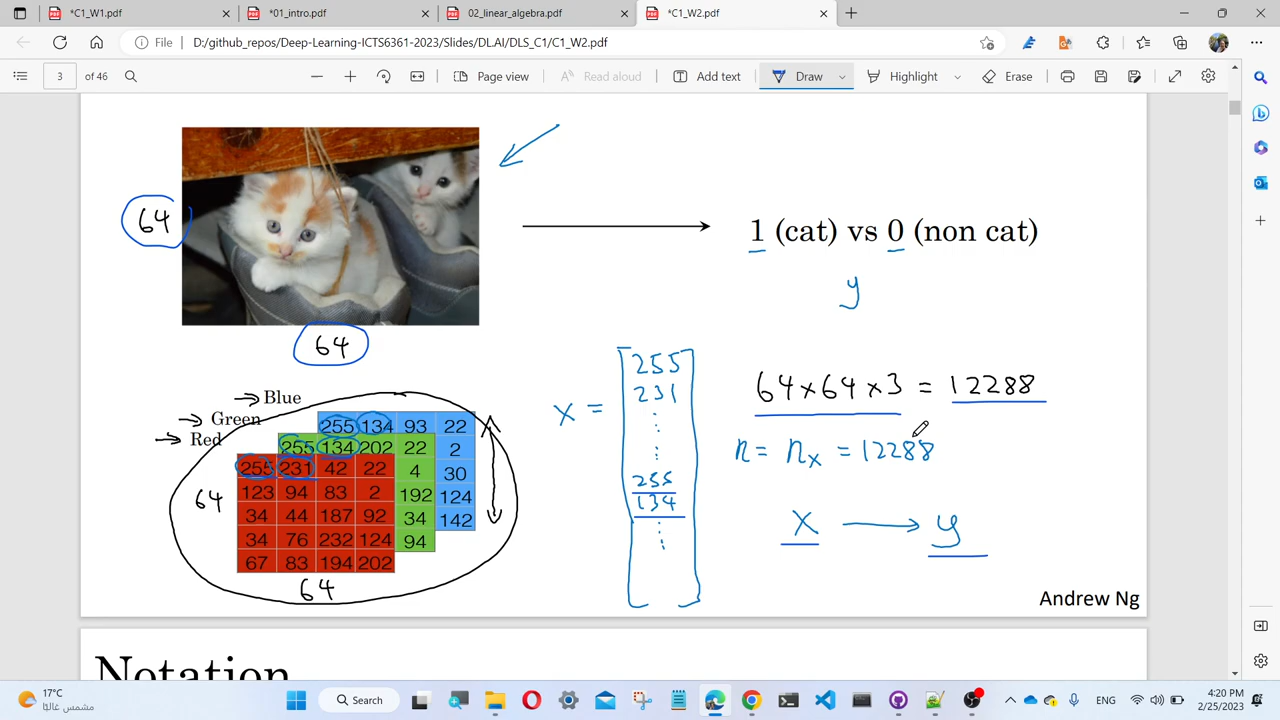 *C1_W1.pdf
*01_intro.pdf
02_linear_algebra.pdf
*C1_W2.pdf
File | D:/github_repos/Deep-Learning-ICTS6361-2023/Slides/DL.AI/DLS_C1/C1_W2.pdf
3 of 46
Page view
Read aloud
Add text
Draw
Highlight
Erase
64
64
1 (cat) vs 0 (non cat)
y
Blue
Green
Red
255 134 93 22
255 134 202 22 2
255 231 42 22 4 30
123 94 83 2 192 124
34 44 187 92 34 142
34 76 232 124 94
67 83 194 202
64
64
x =
255
231
⋮
⋮
255
134
⋮
64×64×3 = 12288
n = nx = 12288
x → y
Andrew Ng
Notation
17°C
مشمس غالبًا
Search
ENG
4:20 PM
2/25/2023